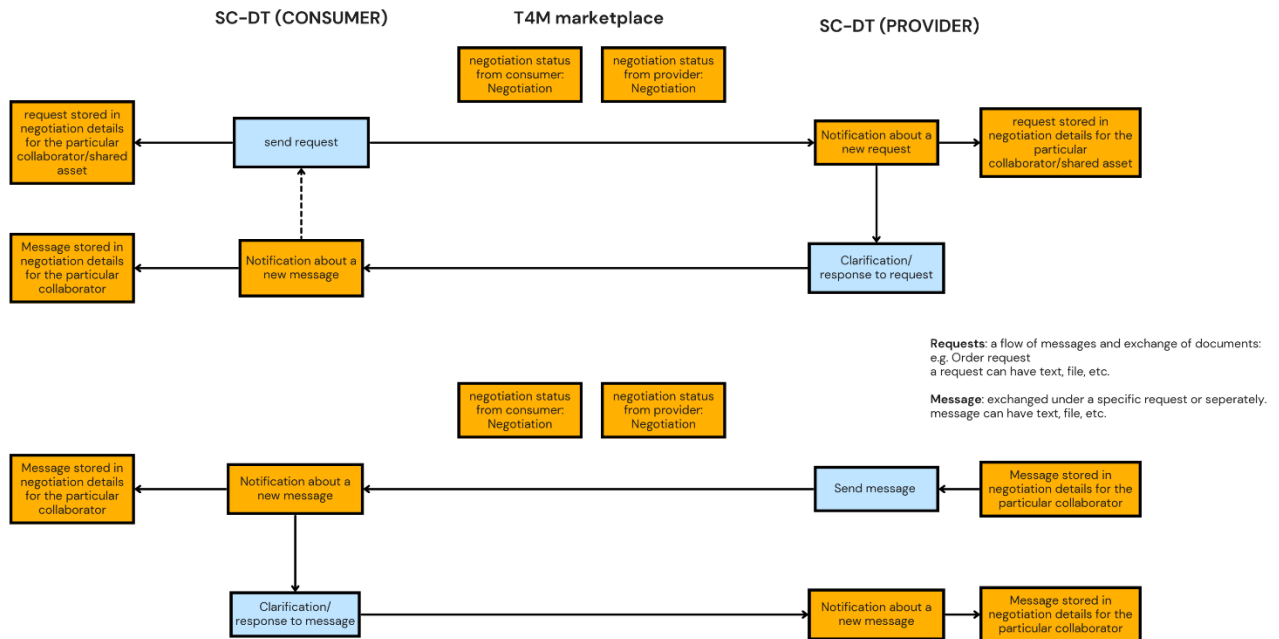 SC-DT (CONSUMER)
T4M marketplace
SC-DT (PROVIDER)
negotiation status
from consumer:
Negotiation
negotiation status
from provider:
Negotiation
request stored in
negotiation details
for the particular
collaborator/shared
asset
send request
Notification about a
new request
request stored in
negotiation details for the
particular
collaborator/shared asset
Message stored in
negotiation details
for the particular
collaborator
Notification about a
new message
Clarification/
response to request
Requests: a flow of messages and exchange of documents:
e.g. Order request
a request can have text, file, etc.
Message: exchanged under a specific request or seperately.
message can have text, file, etc.
negotiation status
from consumer:
Negotiation
negotiation status
from provider:
Negotiation
Message stored in
negotiation details
for the particular
collaborator
Notification about a
new message
Send message
Message stored in
negotiation details for the
particular collaborator
Clarification/
response to message
Notification about a
new message
Message stored in
negotiation details for the
particular collaborator